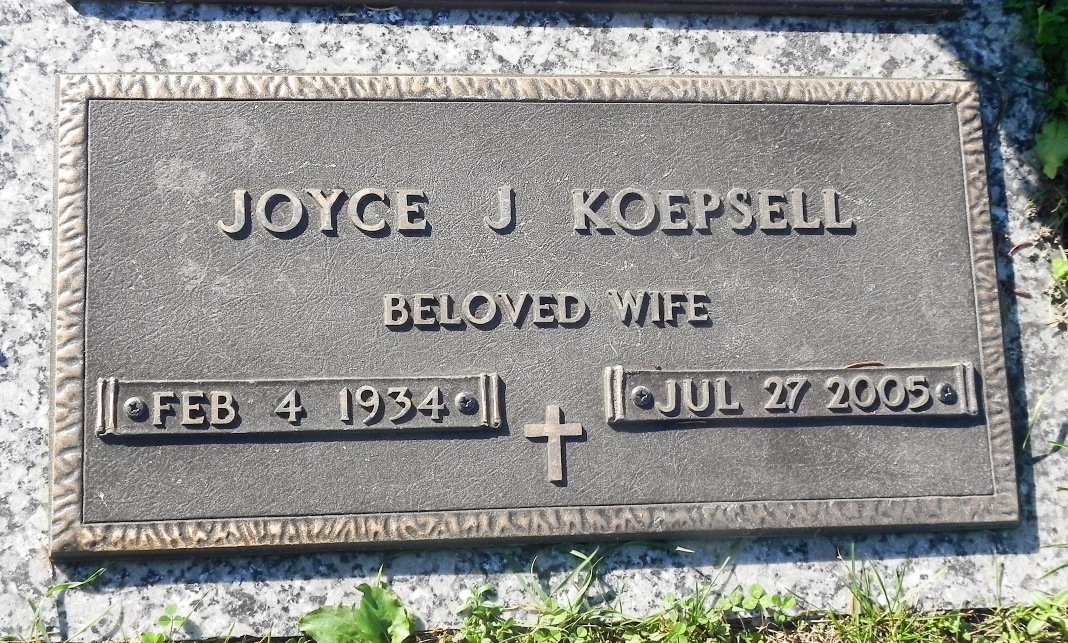 JOYCE J KOEPSELL
BELOVED WIFE
FEB 4 1934 JUL 27 2005